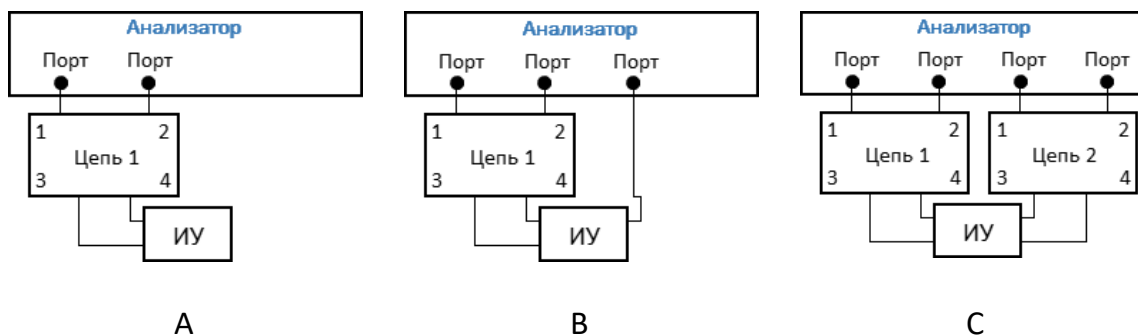 Анализатор
Порт Порт
1 2
Цепь 1
3 4
ИУ
A
Анализатор
Порт Порт Порт
1 2
Цепь 1
3 4
ИУ
B
Анализатор
Порт Порт Порт Порт
1 2 1 2
Цепь 1 Цепь 2
3 4 3 4
ИУ
C